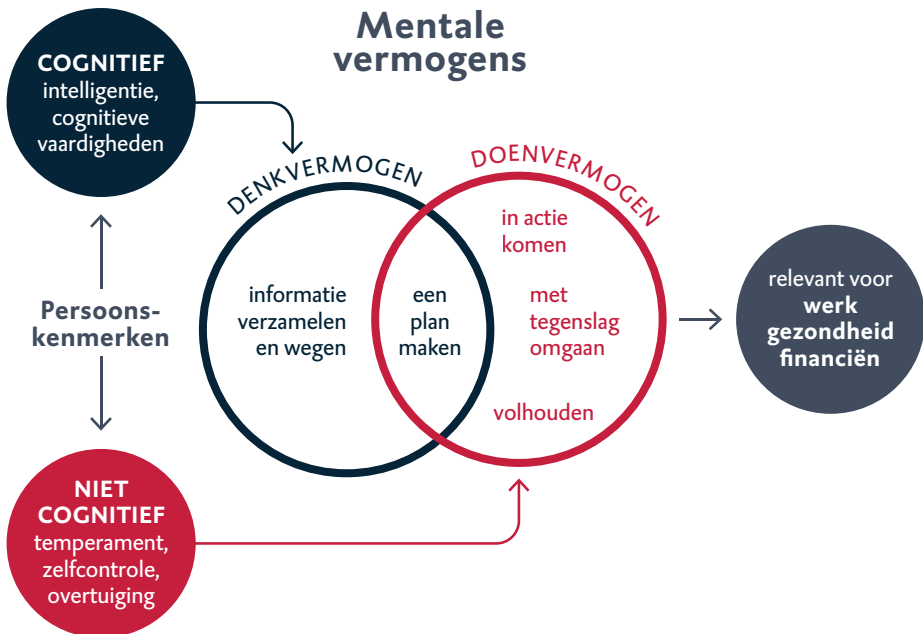 Mentale
vermogens
COGNITIEF
intelligentie,
cognitieve
vaardigheden
DENKVERMOGEN
DOENVERMOGEN
in actie
komen
informatie
verzamelen
en wegen
een
plan
maken
met
tegenslag
omgaan
volhouden
relevant voor
werk
gezondheid
financiën
Persoons-
kenmerken
NIET
COGNITIEF
temperament,
zelfcontrole,
overtuiging